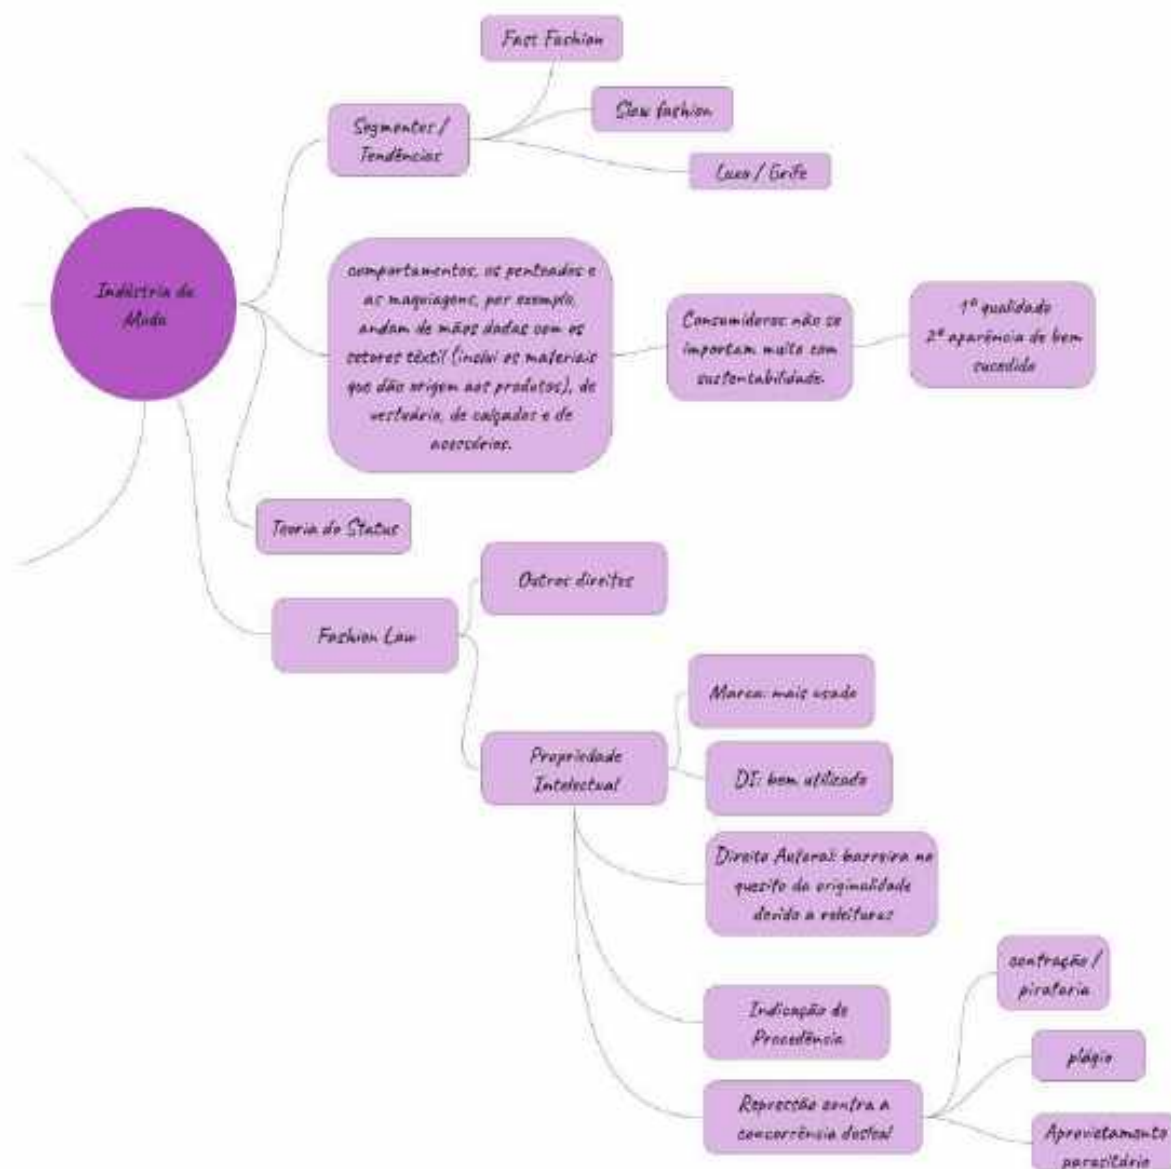 Fast Fashion
Slow fashion
Segmentos /
Tendências
Luxo / Grife
Indústria da
Moda
comportamentos, os penteados e
as maquiagens, por exemplo,
andam de mãos dadas com os
setores têxtil (inclui os materiais
que dão origem aos produtos), de
vestuário, de calçados e de
acessórios.
Consumidores não se
importam muito com
sustentabilidade.
1º qualidade
2º aparência de bem
sucedido
Teoria do Status
Fashion Law
Outros direitos
Propriedade
Intelectual
Marca: mais usado
DI: bem utilizado
Direito Autoral: barreira no
quesito da originalidade
devido a releituras
Indicação de
Procedência
Repressão contra a
concorrência desleal
contração /
pirataria
plágio
Aproveitamento
parasitário